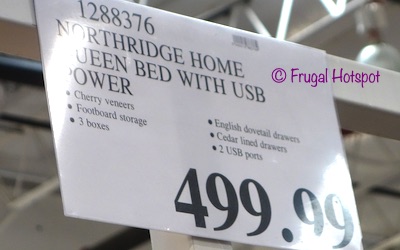 1288376
NORTHRIDGE HOME
QUEEN BED WITH USB
POWER
• Cherry veneers
• Footboard storage
• 3 boxes
• English dovetail drawers
• Cedar lined drawers
• 2 USB ports
499.99
© Frugal Hotspot